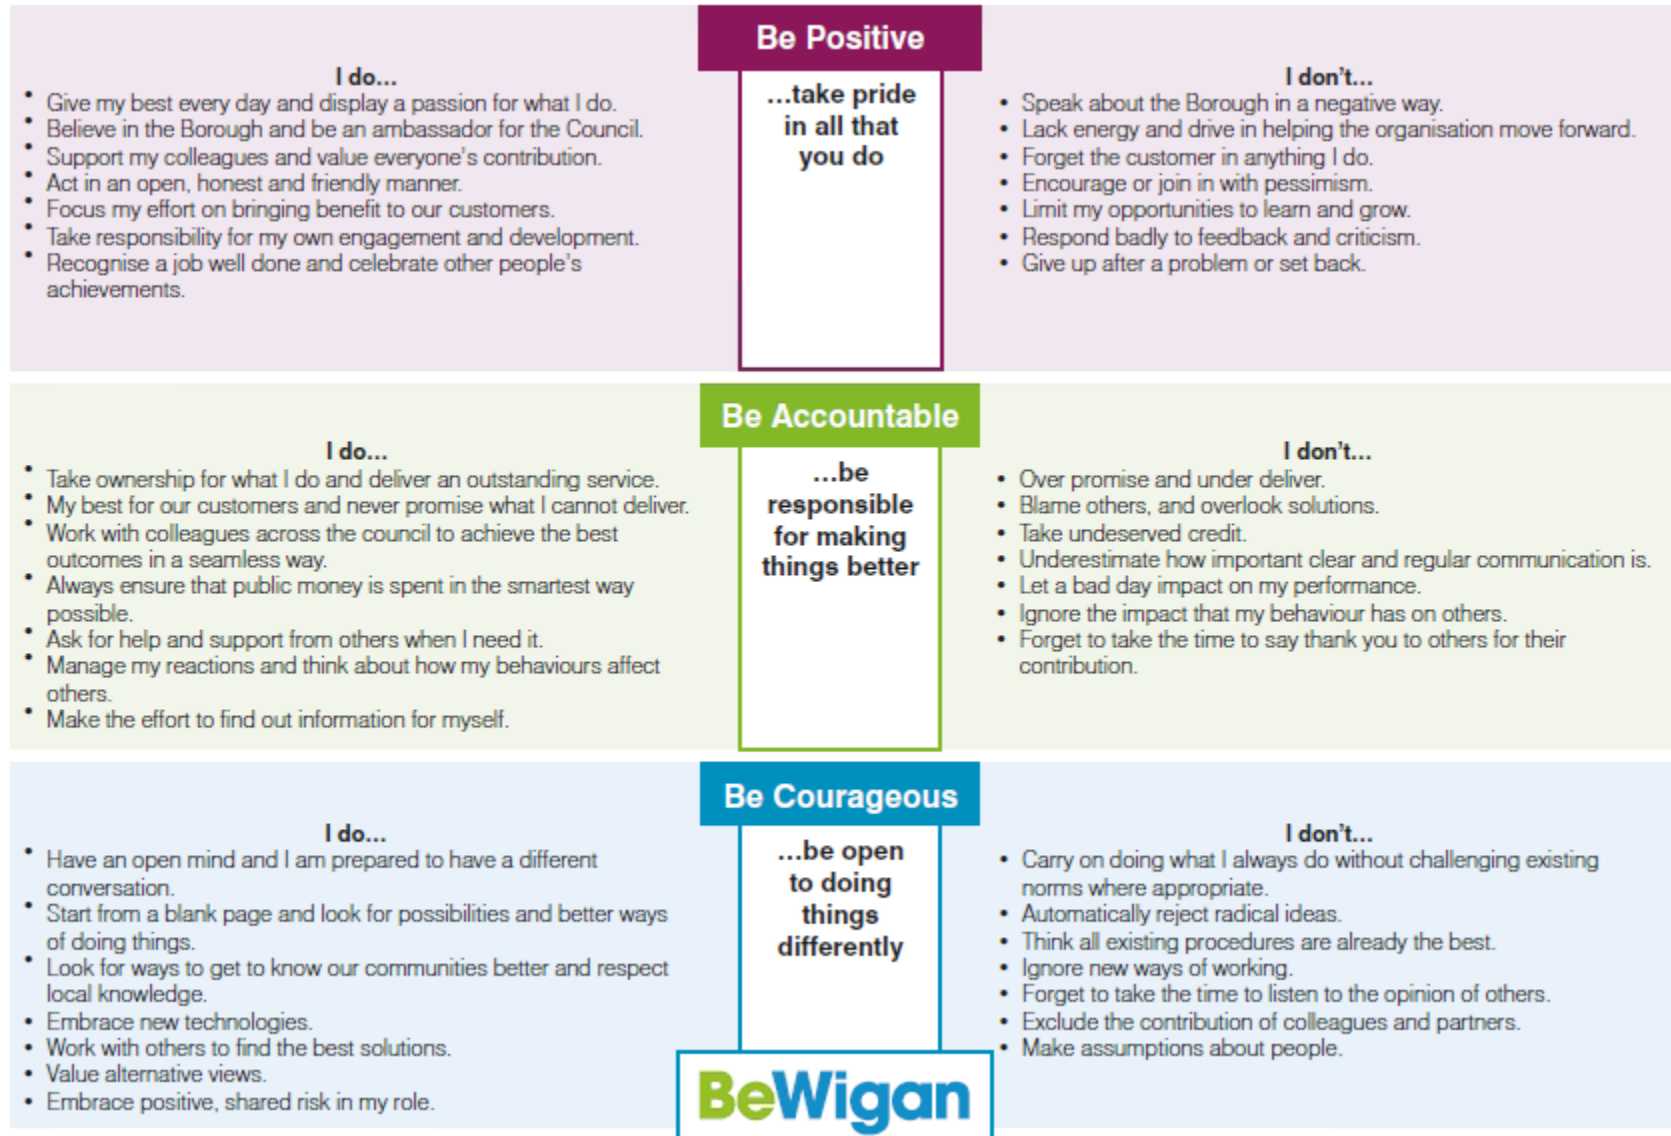 Be Positive
...take pride
in all that
you do
I do...
• Give my best every day and display a passion for what I do.
• Believe in the Borough and be an ambassador for the Council.
• Support my colleagues and value everyone's contribution.
• Act in an open, honest and friendly manner.
• Focus my effort on bringing benefit to our customers.
• Take responsibility for my own engagement and development.
• Recognise a job well done and celebrate other people's
achievements.
I don't...
• Speak about the Borough in a negative way.
• Lack energy and drive in helping the organisation move forward.
• Forget the customer in anything I do.
• Encourage or join in with pessimism.
• Limit my opportunities to learn and grow.
• Respond badly to feedback and criticism.
• Give up after a problem or set back.
Be Accountable
...be
responsible
for making
things better
I do...
• Take ownership for what I do and deliver an outstanding service.
• My best for our customers and never promise what I cannot deliver.
• Work with colleagues across the council to achieve the best
outcomes in a seamless way.
• Always ensure that public money is spent in the smartest way
possible.
• Ask for help and support from others when I need it.
• Manage my reactions and think about how my behaviours affect
others.
• Make the effort to find out information for myself.
I don't...
• Over promise and under deliver.
• Blame others, and overlook solutions.
• Take undeserved credit.
• Underestimate how important clear and regular communication is.
• Let a bad day impact on my performance.
• Ignore the impact that my behaviour has on others.
• Forget to take the time to say thank you to others for their
contribution.
Be Courageous
...be open
to doing
things
differently
I do...
• Have an open mind and I am prepared to have a different
conversation.
• Start from a blank page and look for possibilities and better ways
of doing things.
• Look for ways to get to know our communities better and respect
local knowledge.
• Embrace new technologies.
• Work with others to find the best solutions.
• Value alternative views.
• Embrace positive, shared risk in my role.
I don't...
• Carry on doing what I always do without challenging existing
norms where appropriate.
• Automatically reject radical ideas.
• Think all existing procedures are already the best.
• Ignore new ways of working.
• Forget to take the time to listen to the opinion of others.
• Exclude the contribution of colleagues and partners.
• Make assumptions about people.
BeWigan